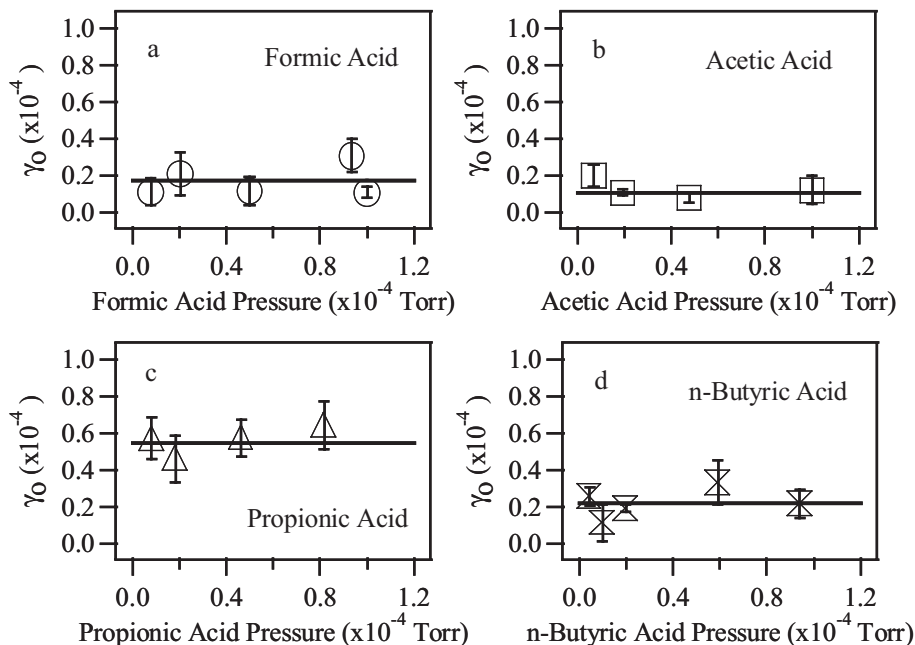 a
Formic Acid
γ₀ (x10⁻⁴)
1.0
0.8
0.6
0.4
0.2
0.0
0.0 0.4 0.8 1.2
Formic Acid Pressure (x10⁻⁴ Torr)
b
Acetic Acid
γ₀ (x10⁻⁴)
1.0
0.8
0.6
0.4
0.2
0.0
0.0 0.4 0.8 1.2
Acetic Acid Pressure (x10⁻⁴ Torr)
c
Propionic Acid
γ₀ (x10⁻⁴)
1.0
0.8
0.6
0.4
0.2
0.0
0.0 0.4 0.8 1.2
Propionic Acid Pressure (x10⁻⁴ Torr)
d
n-Butyric Acid
γ₀ (x10⁻⁴)
1.0
0.8
0.6
0.4
0.2
0.0
0.0 0.4 0.8 1.2
n-Butyric Acid Pressure (x10⁻⁴ Torr)